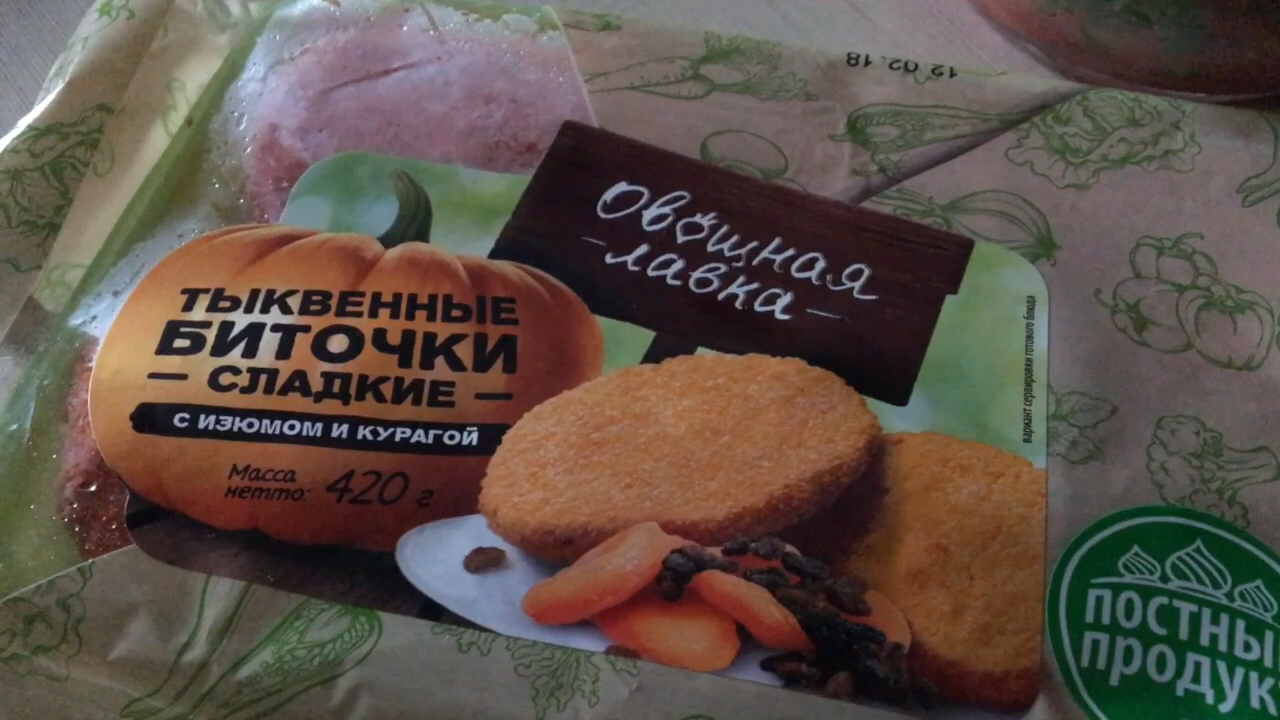 12.02.18
Овощная
лавка
ТЫКВЕННЫЕ
БИТОЧКИ
СЛАДКИЕ
С ИЗЮМОМ И КУРАГОЙ
Масса
нетто: 420 г
вариант сервировки готового блюда
ПОСТНЫ
ПРОДУК